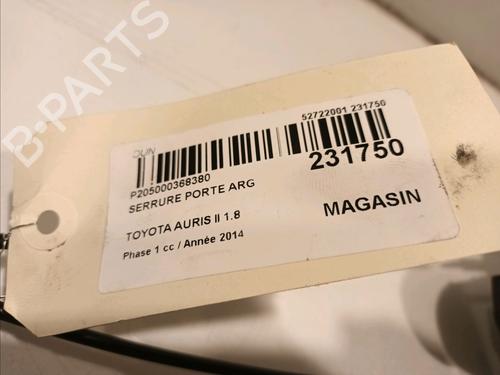 B-PARTS
52722001 231750
OUIN
P205000368380
SERRURE PORTE ARG
231750
TOYOTA AURIS II 1.8
MAGASIN
Phase 1 cc / Année 2014